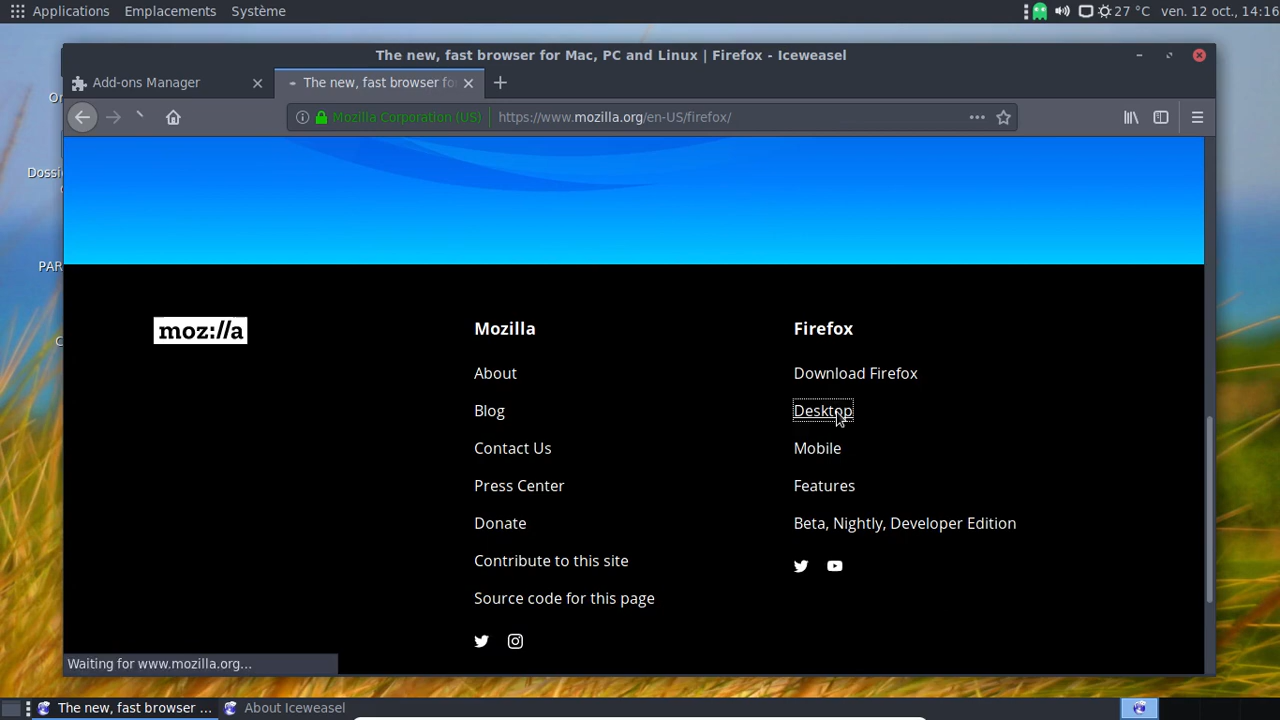 Applications Emplacements Système
27 °C ven. 12 oct., 14:16
The new, fast browser for Mac, PC and Linux | Firefox - Iceweasel
Add-ons Manager
The new, fast browser fo
Mozilla Corporation (US)
https://www.mozilla.org/en-US/firefox/
Dossi
PAR
moz://a
Mozilla
About
Blog
Contact Us
Press Center
Donate
Contribute to this site
Source code for this page
Firefox
Download Firefox
Desktop
Mobile
Features
Beta, Nightly, Developer Edition
Waiting for www.mozilla.org...
The new, fast browser ...
About Iceweasel